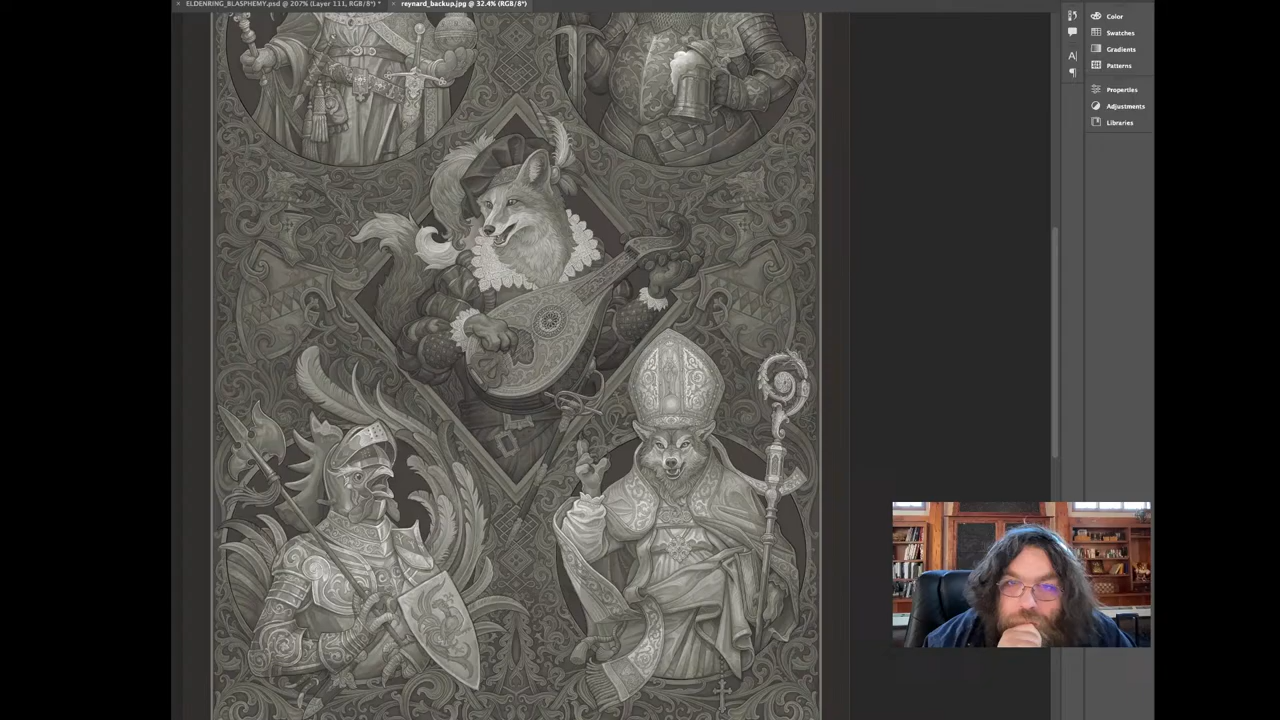 ELDENRING_BLASPHEMY.psd @ 207% (Layer 111, RGB/8*) *
reynard_backup.jpg @ 32.4% (RGB/8*)
Color
Swatches
Gradients
Patterns
Properties
Adjustments
Libraries